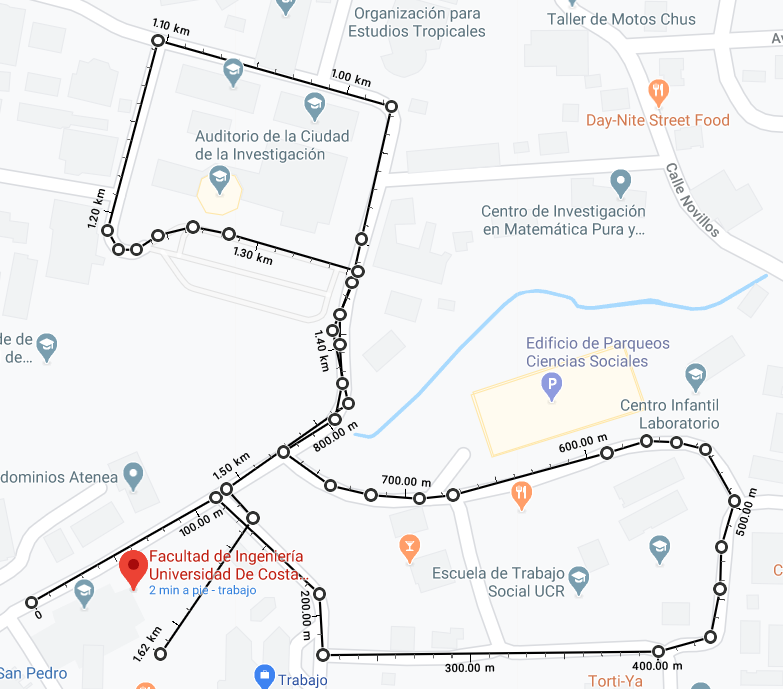 1.10 km
Organización para
Estudios Tropicales
Taller de Motos Chus
Av
1.00 km
Day-Nite Street Food
Auditorio de la Ciudad
de la Investigación
Calle Novillos
1.20 km
Centro de Investigación
en Matemática Pura y...
1.30 km
de de
de...
1.40 km
Edificio de Parqueos
Ciencias Sociales
P
Centro Infantil
Laboratorio
800.00 m
600.00 m
1.50 km
dominios Atenea
700.00 m
500.00 m
100.00 m
Facultad de Ingeniería
Universidad De Costa...
2 min a pie - trabajo
Escuela de Trabajo
Social UCR
C
0
200.00 m
1.62 km
300.00 m
400.00 m
San Pedro
Trabajo
Torti-Ya